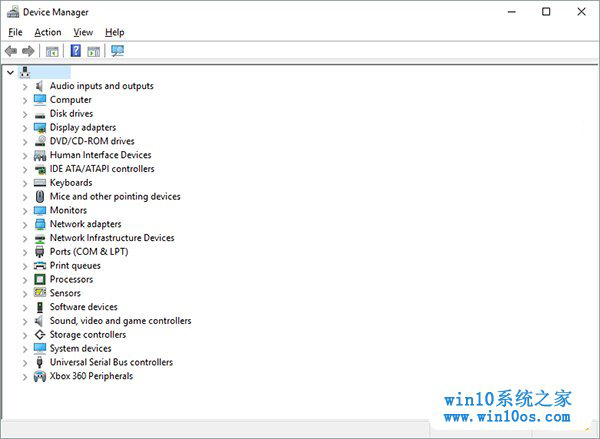 Device Manager
File Action View Help
Audio inputs and outputs
Computer
Disk drives
Display adapters
DVD/CD-ROM drives
Human Interface Devices
IDE ATA/ATAPI controllers
Keyboards
Mice and other pointing devices
Monitors
Network adapters
Network Infrastructure Devices
Ports (COM & LPT)
Print queues
Processors
Sensors
Software devices
Sound, video and game controllers
Storage controllers
System devices
Universal Serial Bus controllers
Xbox 360 Peripherals
win10系统之家
www.win10os.com